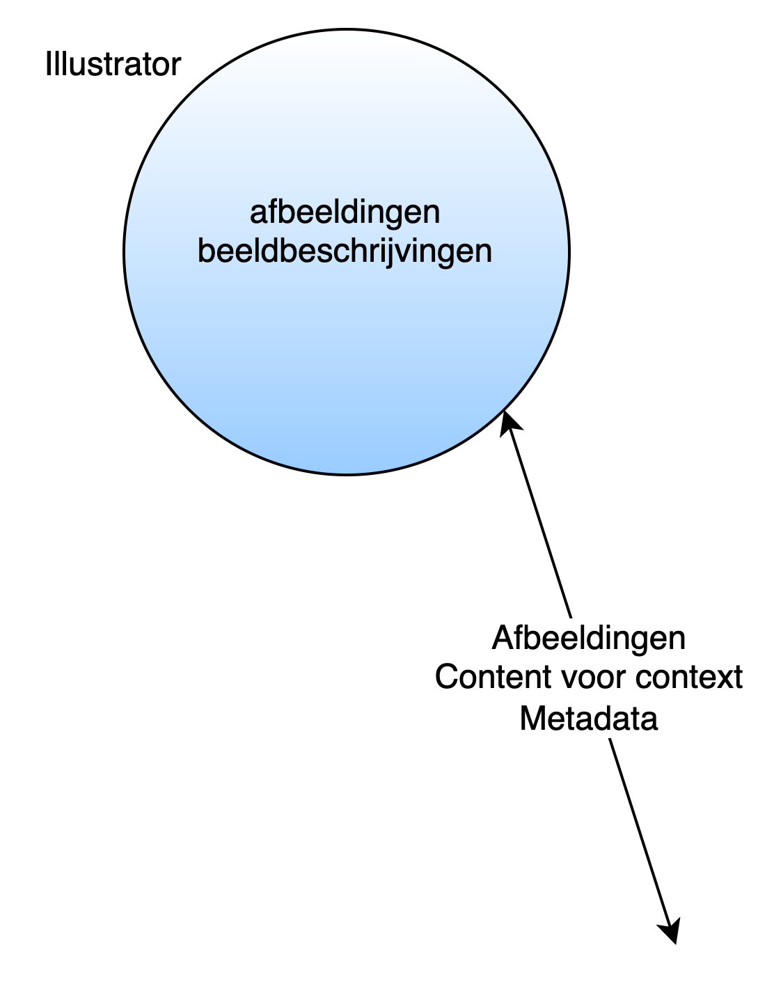 Illustrator
afbeeldingen
beeldbeschrijvingen
Afbeeldingen
Content voor context
Metadata